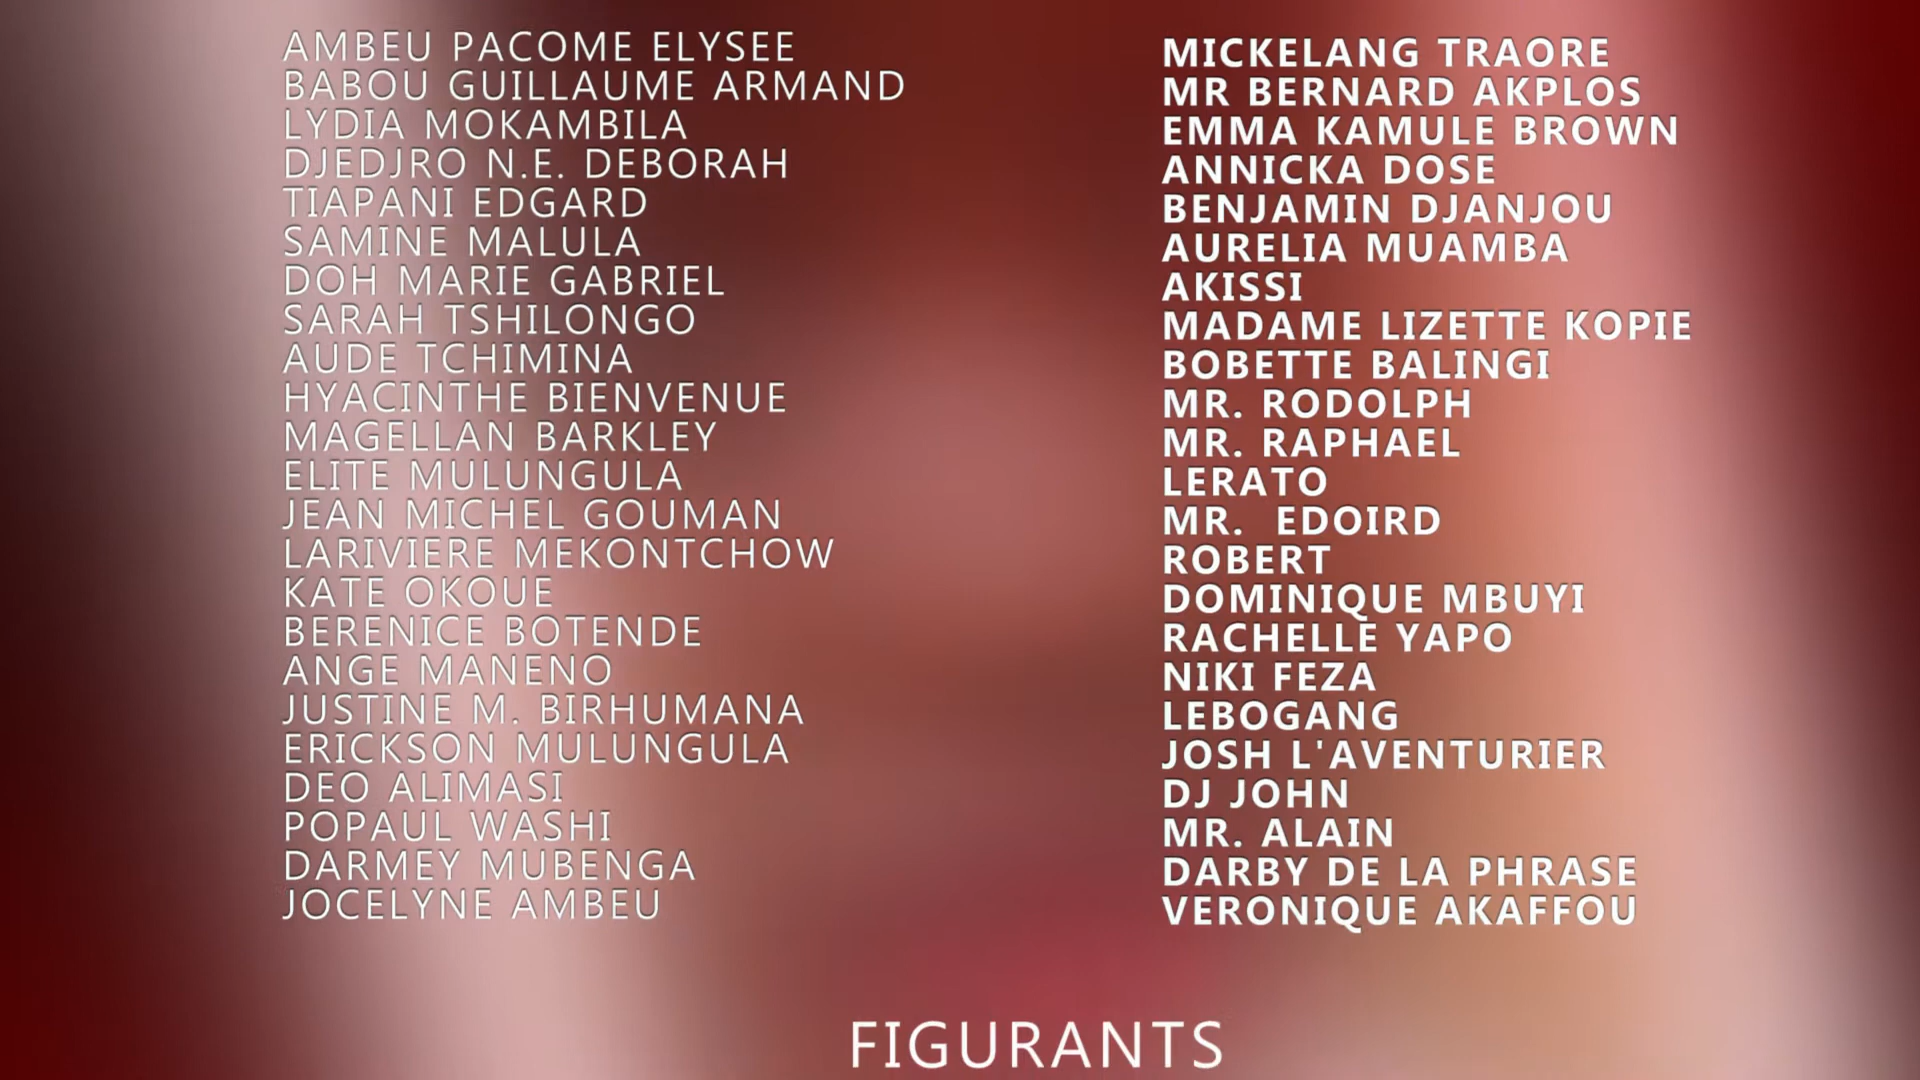 AMBEU PACOME ELYSEE MICKELANG TRAORE
BABOU GUILLAUME ARMAND MR BERNARD AKPLOS
LYDIA MOKAMBILA EMMA KAMULE BROWN
DJEDJRO N.E. DEBORAH ANNICKA DOSE
TIAPANI EDGARD BENJAMIN DJANJOU
SAMINE MALULA AURELIA MUAMBA
DOH MARIE GABRIEL AKISSI
SARAH TSHILONGO MADAME LIZETTE KOPIE
AUDE TCHIMINA BOBETTE BALINGI
HYACINTHE BIENVENUE MR. RODOLPH
MAGELLAN BARKLEY MR. RAPHAEL
ELITE MULUNGULA LERATO
JEAN MICHEL GOUMAN MR. EDOIRD
LARIVIERE MEKONTCHOW ROBERT
KATE OKOUE DOMINIQUE MBUYI
BERENICE BOTENDE RACHELLE YAPO
ANGE MANENO NIKI FEZA
JUSTINE M. BIRHUMANA LEBOGANG
ERICKSON MULUNGULA JOSH L'AVENTURIER
DEO ALIMASI DJ JOHN
POPAUL WASHI MR. ALAIN
DARMEY MUBENGA DARBY DE LA PHRASE
JOCELYNE AMBEU VERONIQUE AKAFFOU
FIGURANTS